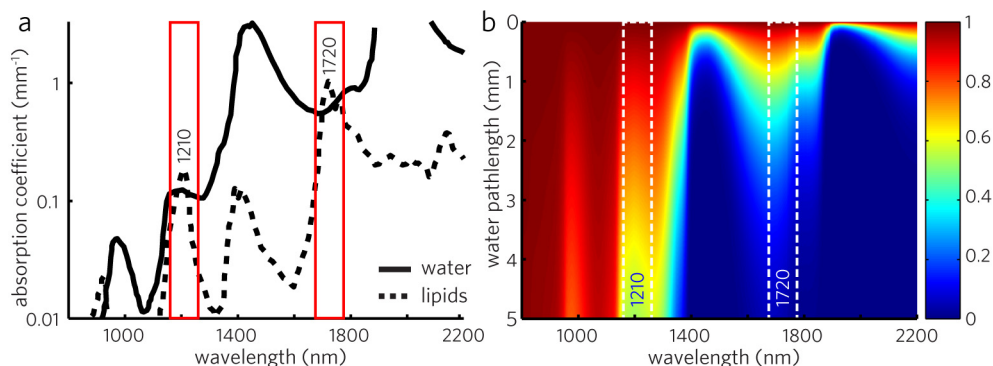 a
absorption coefficient (mm⁻¹)
1
0.1
0.01
1210
1720
water
lipids
1000 1400 1800 2200
wavelength (nm)
b
water pathlength (mm)
0
1
2
3
4
5
1210
1720
1000 1400 1800 2200
wavelength (nm)
1
0.8
0.6
0.4
0.2
0